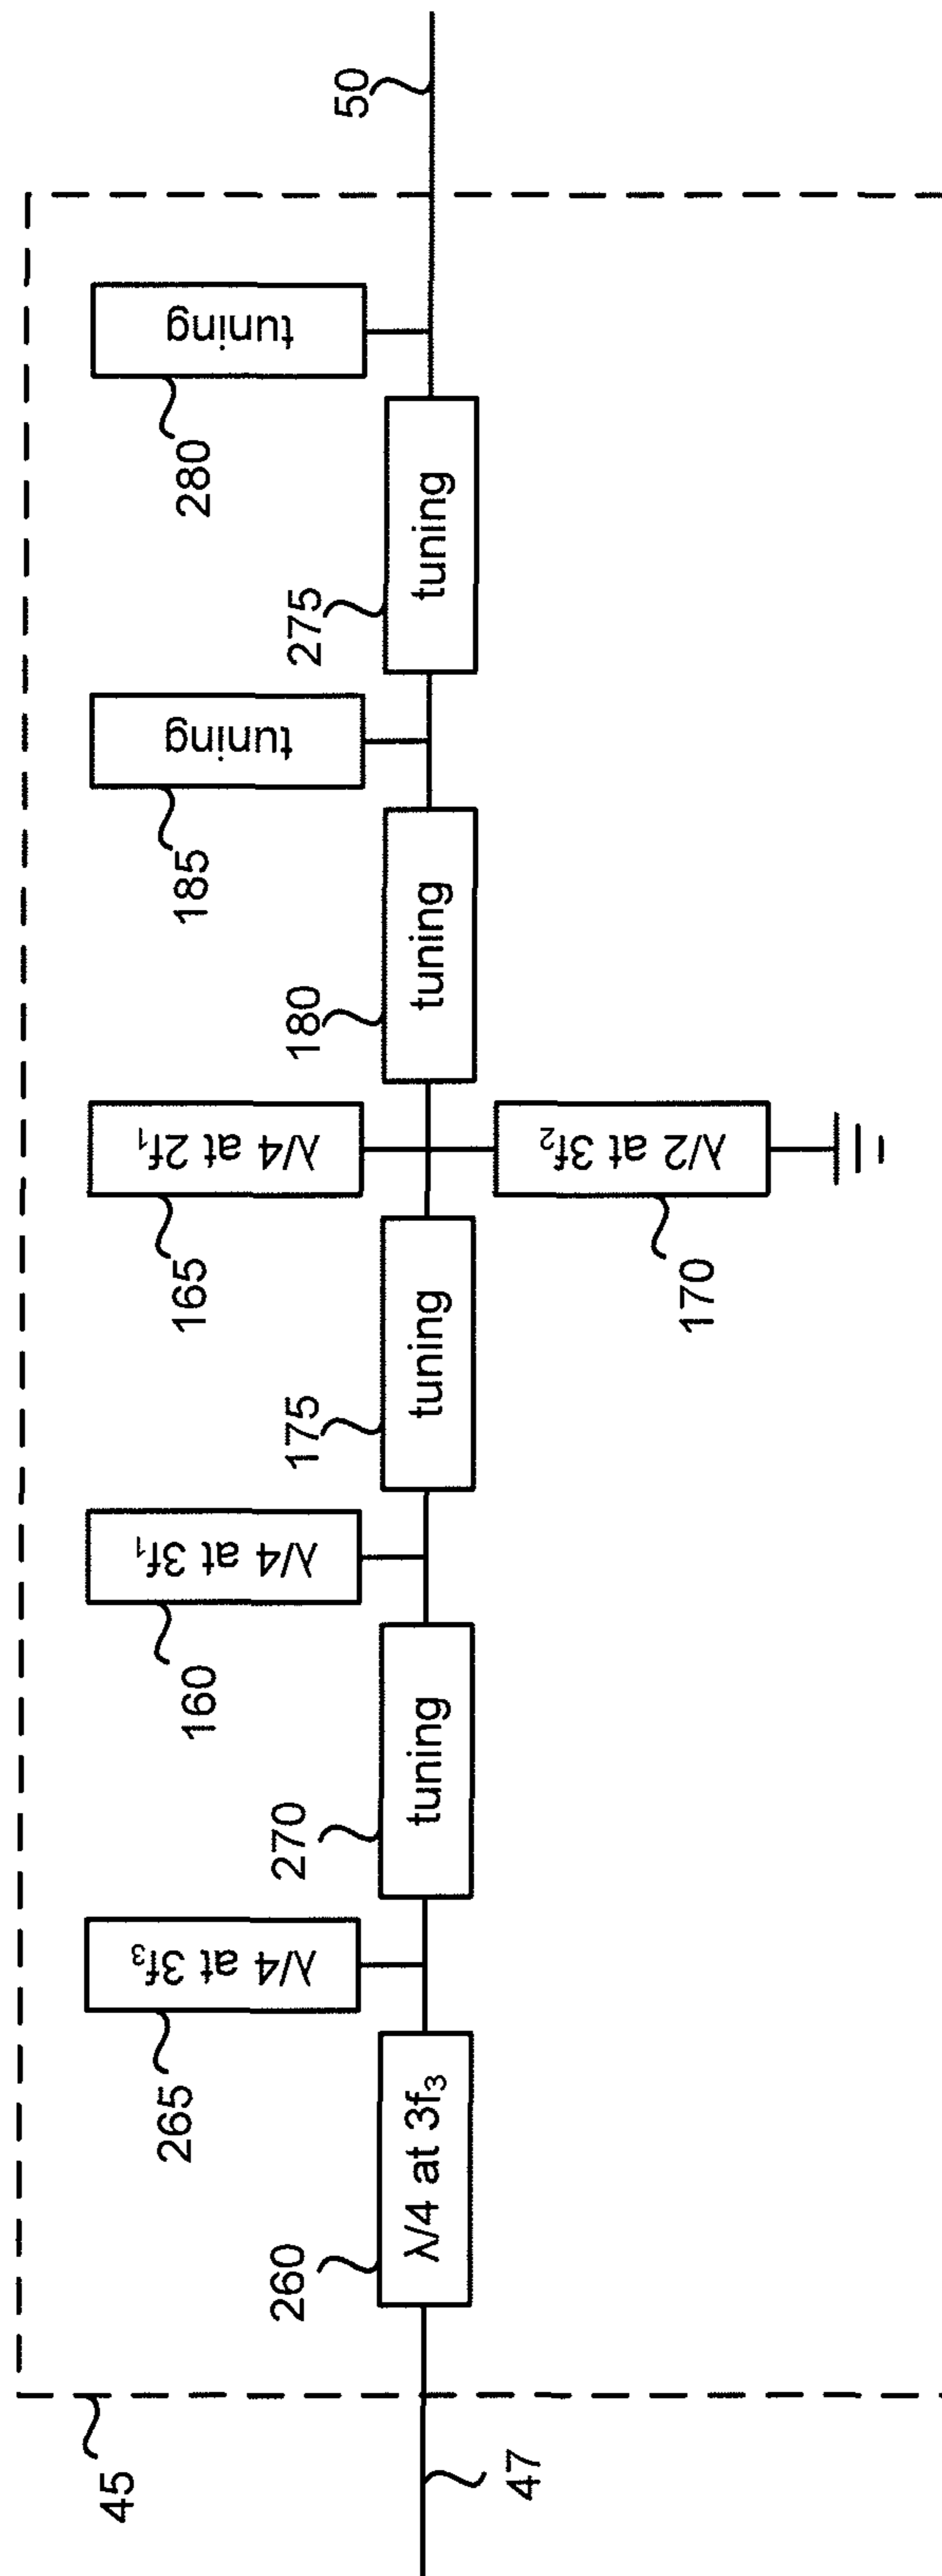 45
47
260
λ/4 at 3f₃
265
λ/4 at 3f₃
270
tuning
160
λ/4 at 3f₁
175
tuning
165
λ/4 at 2f₁
170
λ/2 at 3f₂
180
tuning
185
tuning
275
tuning
280
tuning
50